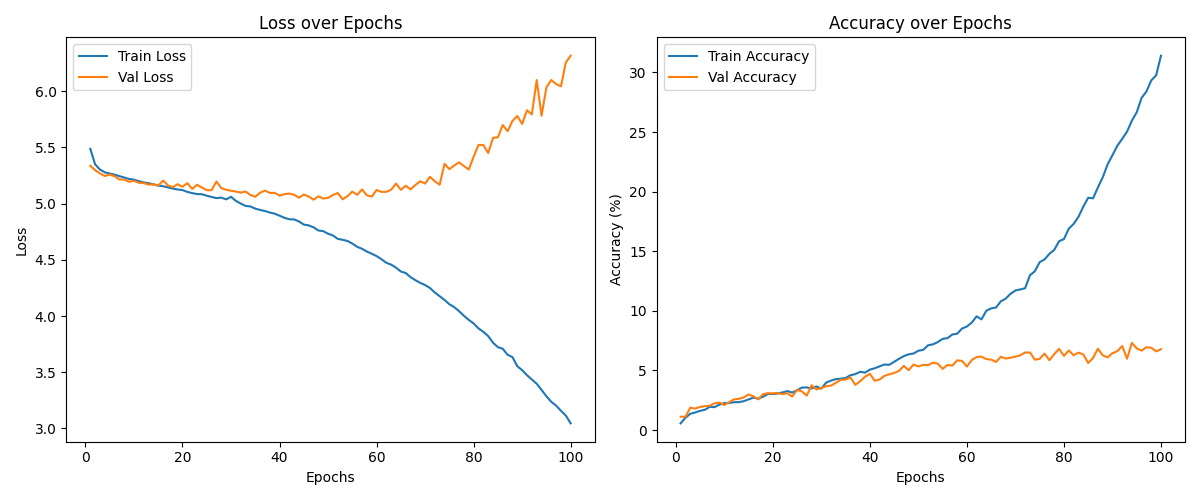 Loss over Epochs
Train Loss
Val Loss
6.0
5.5
5.0
4.5
4.0
3.5
3.0
Loss
0 20 40 60 80 100
Epochs
Accuracy over Epochs
Train Accuracy
Val Accuracy
30
25
20
15
10
5
0
Accuracy (%)
0 20 40 60 80 100
Epochs